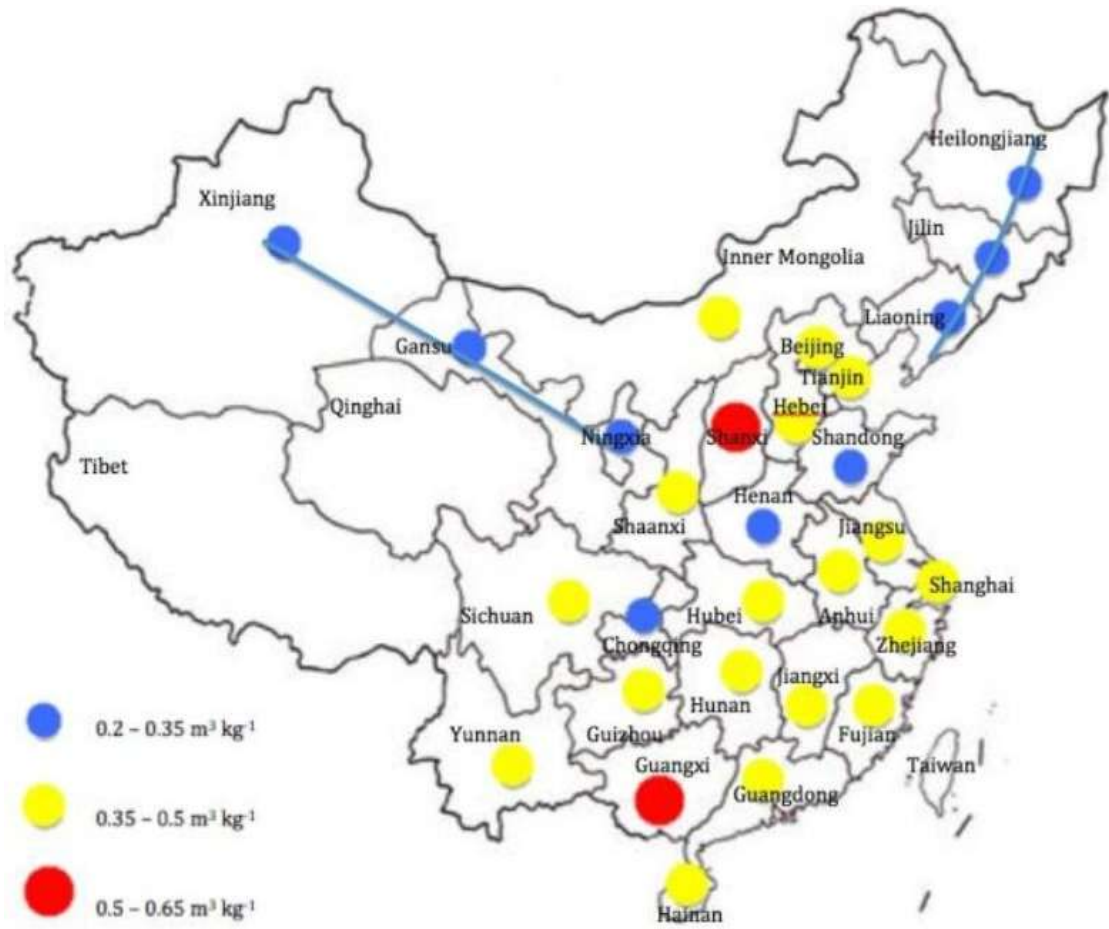 Heilongjiang
Xinjiang
Jilin
Inner Mongolia
Liaoning
Beijing
Gansu
Tianjin
Qinghai
Hebei
Ningxia
Shanxi
Shandong
Tibet
Henan
Shaanxi
Jiangsu
Shanghai
Sichuan
Hubei
Anhui
Chongqing
Zhejiang
Jiangxi
Hunan
0.2 – 0.35 m³ kg⁻¹
Yunnan
Guizhou
Fujian
Guangxi
Taiwan
Guangdong
0.35 – 0.5 m³ kg⁻¹
0.5 – 0.65 m³ kg⁻¹
Hainan